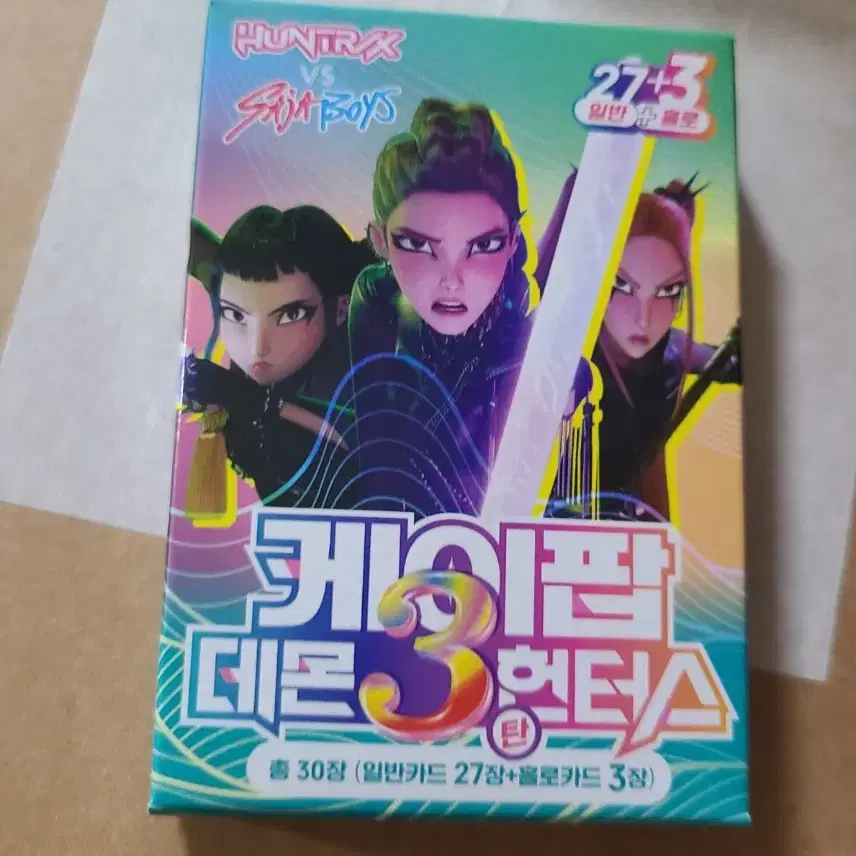 HUNTR/X
VS
SAJA BOYS
27+3
일반 + 홀로
케이팝
데몬 3탄 헌터스
총 30장 (일반카드 27장+홀로카드 3장)